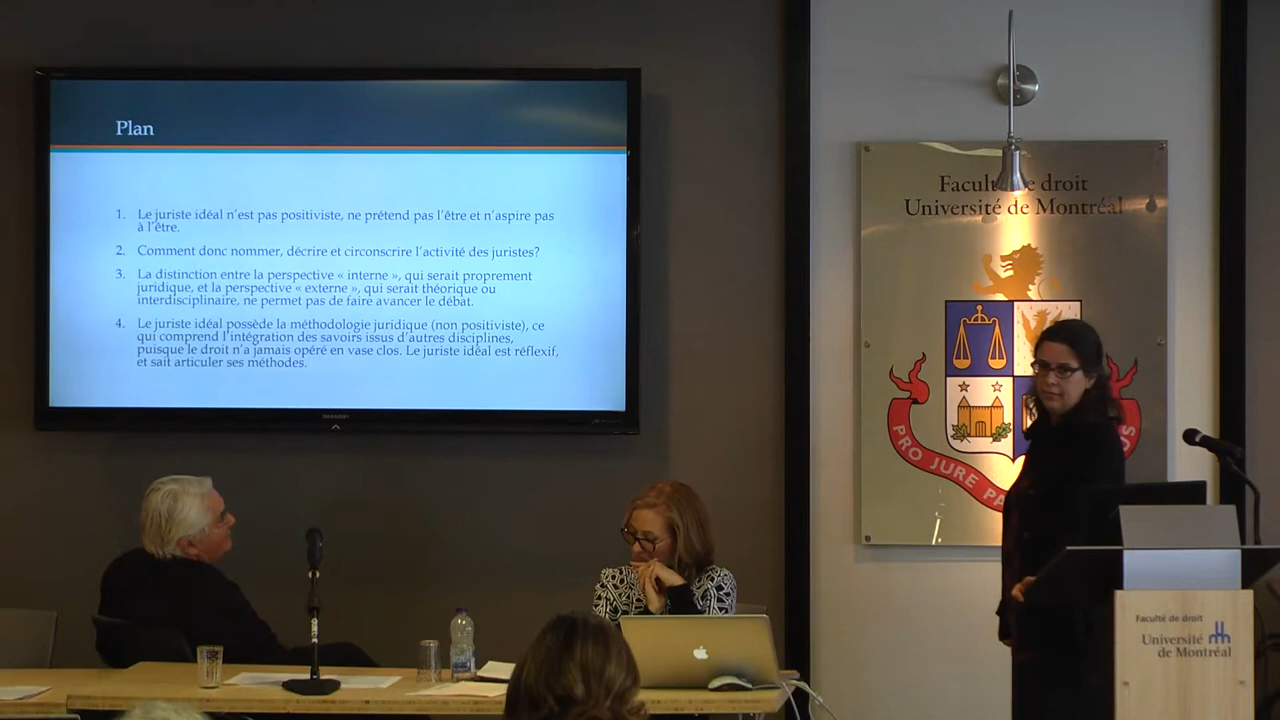 Plan
1. Le juriste idéal n'est pas positiviste, ne prétend pas l'être et n'aspire pas
à l'être.
2. Comment donc nommer, décrire et circonscrire l'activité des juristes?
3. La distinction entre la perspective « interne », qui serait proprement
juridique, et la perspective « externe », qui serait théorique ou
interdisciplinaire, ne permet pas de faire avancer le débat.
4. Le juriste idéal possède la méthodologie juridique (non positiviste), ce
qui comprend l'intégration des savoirs issus d'autres disciplines,
puisque le droit n'a jamais opéré en vase clos. Le juriste idéal est réflexif,
et sait articuler ses méthodes.
SHARP
Faculté de droit
Université de Montréal
PRO JURE PA
OS
Faculté de droit
Université
de Montréal